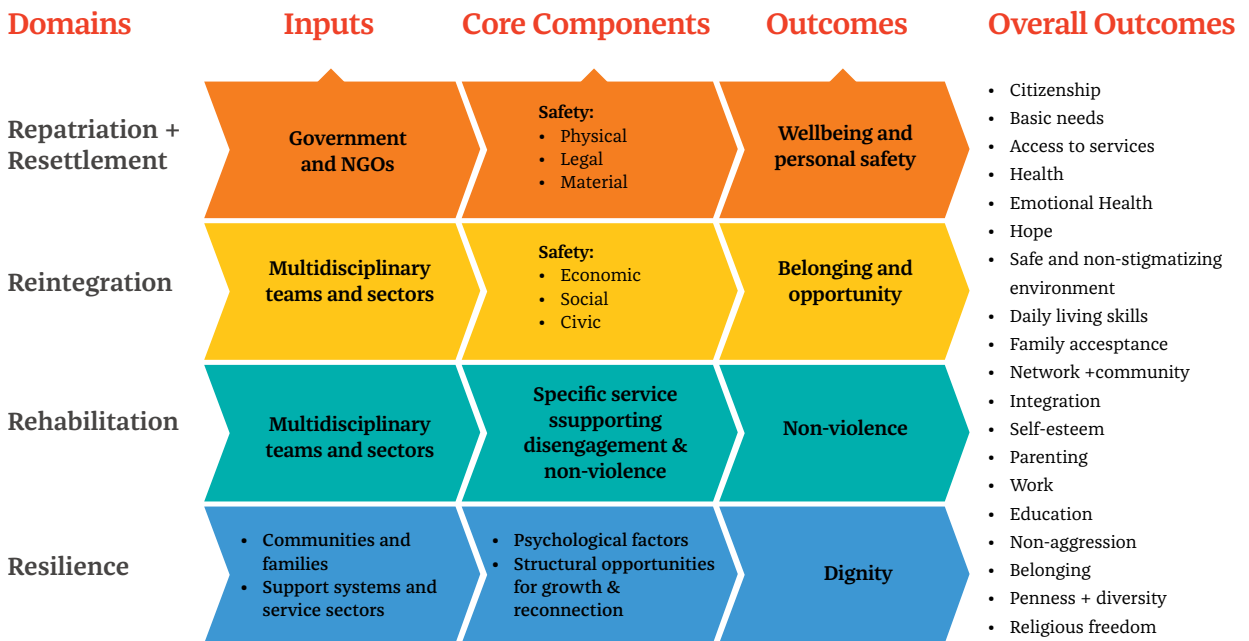 Domains
Inputs
Core Components
Outcomes
Overall Outcomes
Repatriation +
Resettlement
Government
and NGOs
Safety:
• Physical
• Legal
• Material
Wellbeing and
personal safety
Reintegration
Multidisciplinary
teams and sectors
Safety:
• Economic
• Social
• Civic
Belonging and
opportunity
Rehabilitation
Multidisciplinary
teams and sectors
Specific service
ssupporting
disengagement &
non-violence
Non-violence
Resilience
• Communities and
families
• Support systems and
service sectors
• Psychological factors
• Structural opportunities
for growth &
reconnection
Dignity
• Citizenship
• Basic needs
• Access to services
• Health
• Emotional Health
• Hope
• Safe and non-stigmatizing
environment
• Daily living skills
• Family accesptance
• Network +community
• Integration
• Self-esteem
• Parenting
• Work
• Education
• Non-aggression
• Belonging
• Penness + diversity
• Religious freedom